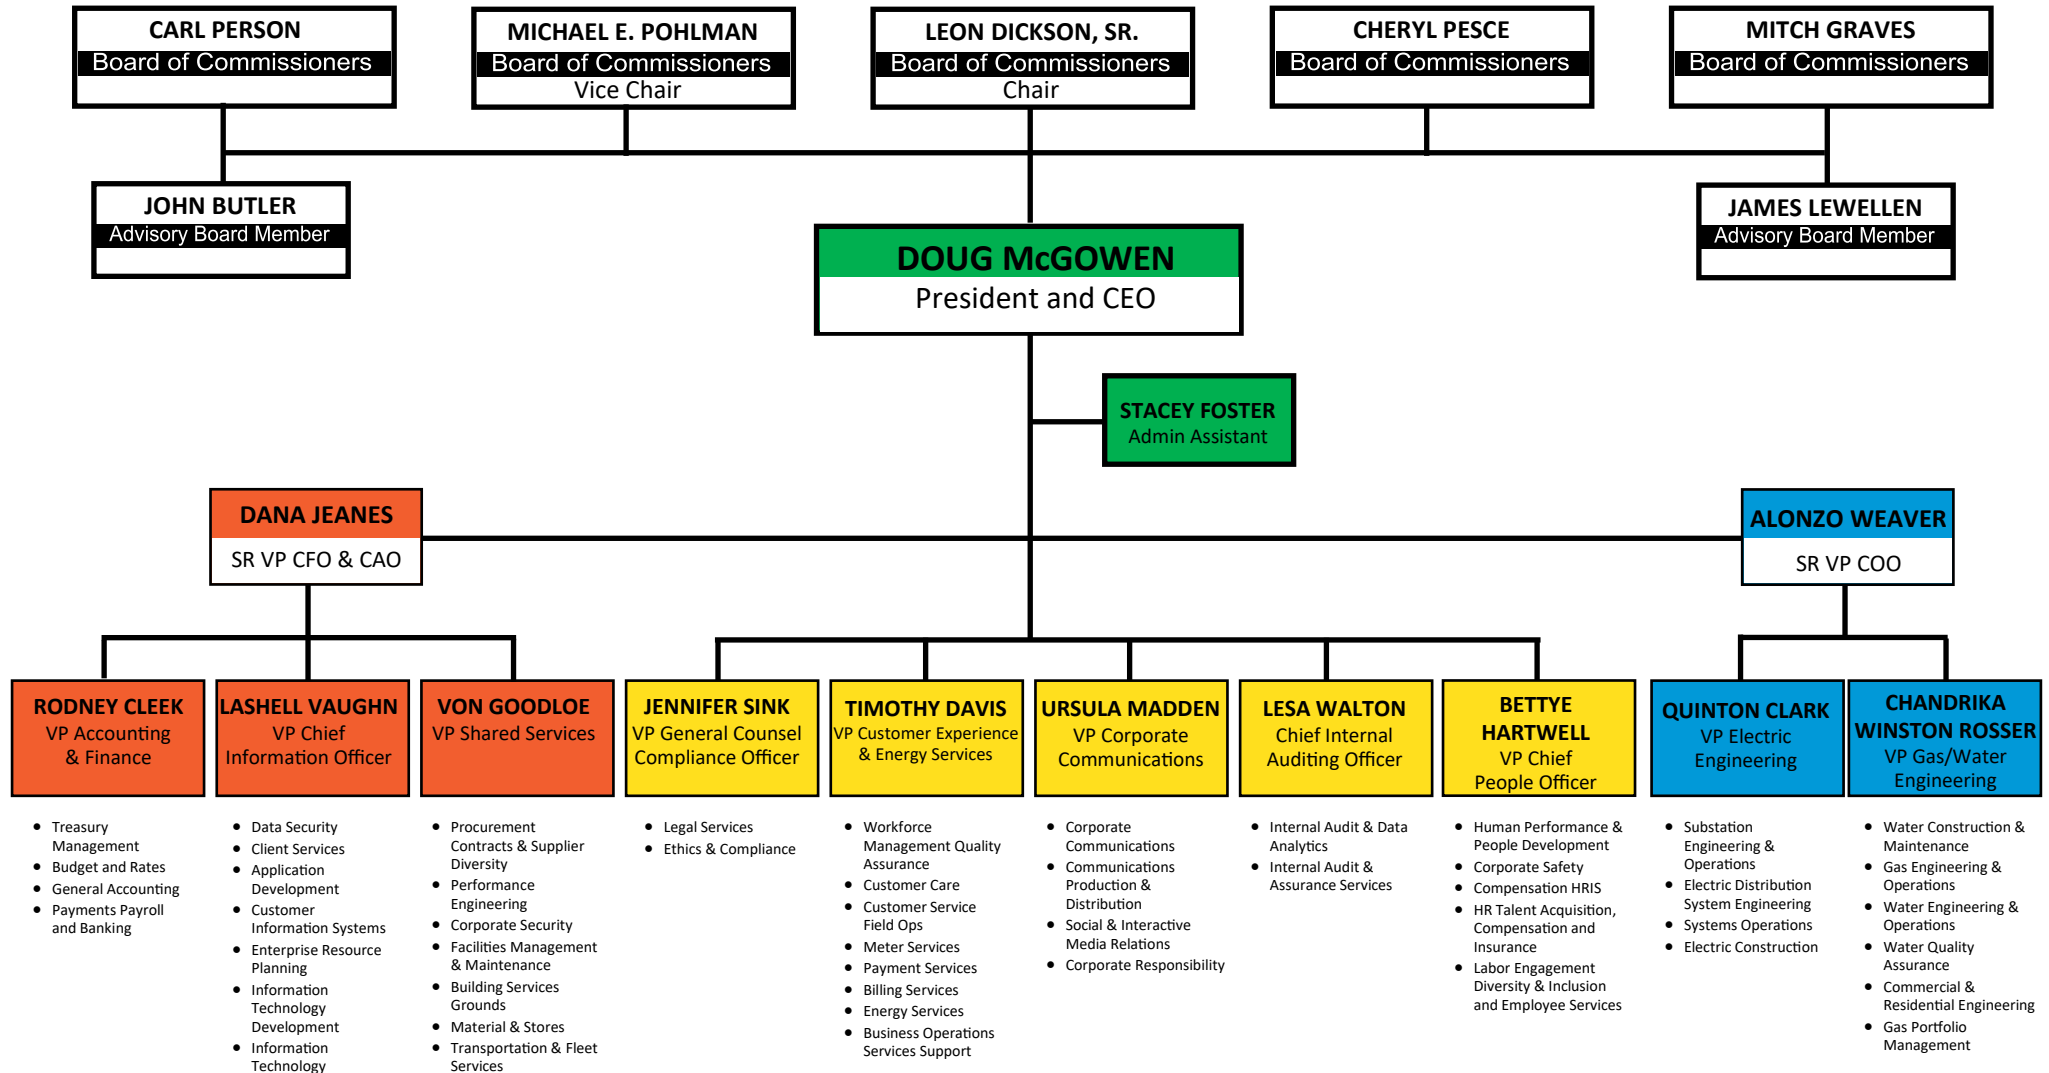 CARL PERSON
Board of Commissioners
MICHAEL E. POHLMAN
Board of Commissioners
Vice Chair
LEON DICKSON, SR.
Board of Commissioners
Chair
CHERYL PESCE
Board of Commissioners
MITCH GRAVES
Board of Commissioners
JOHN BUTLER
Advisory Board Member
JAMES LEWELLEN
Advisory Board Member
DOUG McGOWEN
President and CEO
STACEY FOSTER
Admin Assistant
DANA JEANES
SR VP CFO & CAO
ALONZO WEAVER
SR VP COO
RODNEY CLEEK
VP Accounting
& Finance
LASHELL VAUGHN
VP Chief
Information Officer
VON GOODLOE
VP Shared Services
JENNIFER SINK
VP General Counsel
Compliance Officer
TIMOTHY DAVIS
VP Customer Experience
& Energy Services
URSULA MADDEN
VP Corporate
Communications
LESA WALTON
Chief Internal
Auditing Officer
BETTYE
HARTWELL
VP Chief
People Officer
QUINTON CLARK
VP Electric
Engineering
CHANDRIKA
WINSTON ROSSER
VP Gas/Water
Engineering
• Treasury
Management
• Budget and Rates
• General Accounting
• Payments Payroll
and Banking
• Data Security
• Client Services
• Application
Development
• Customer
Information Systems
• Enterprise Resource
Planning
• Information
Technology
Development
• Information
Technology
• Procurement
Contracts & Supplier
Diversity
• Performance
Engineering
• Corporate Security
• Facilities Management
& Maintenance
• Building Services
Grounds
• Material & Stores
• Transportation & Fleet
Services
• Legal Services
• Ethics & Compliance
• Workforce
Management Quality
Assurance
• Customer Care
• Customer Service
Field Ops
• Meter Services
• Payment Services
• Billing Services
• Energy Services
• Business Operations
Services Support
• Corporate
Communications
• Communications
Production &
Distribution
• Social & Interactive
Media Relations
• Corporate Responsibility
• Internal Audit & Data
Analytics
• Internal Audit &
Assurance Services
• Human Performance &
People Development
• Corporate Safety
• Compensation HRIS
• HR Talent Acquisition,
Compensation and
Insurance
• Labor Engagement
Diversity & Inclusion
and Employee Services
• Substation
Engineering &
Operations
• Electric Distribution
System Engineering
• Systems Operations
• Electric Construction
• Water Construction &
Maintenance
• Gas Engineering &
Operations
• Water Engineering &
Operations
• Water Quality
Assurance
• Commercial &
Residential Engineering
• Gas Portfolio
Management